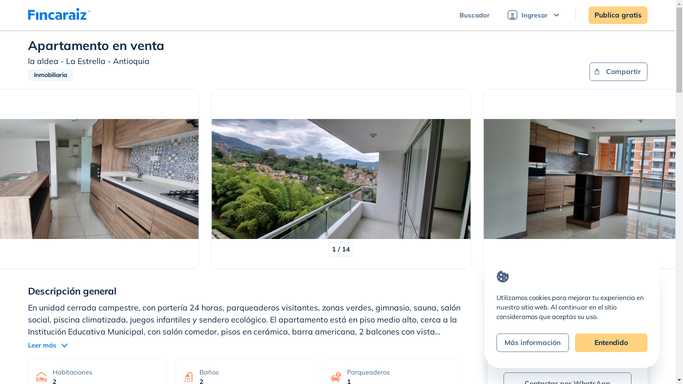 Fincaraiz
Buscador
Ingresar
Publica gratis
Apartamento en venta
la aldea - La Estrella - Antioquia
Inmobiliaria
Compartir
1 / 14
Descripción general
En unidad cerrada campestre, con portería 24 horas, parqueaderos visitantes, zonas verdes, gimnasio, sauna, salón
social, piscina climatizada, juegos infantiles y sendero ecológico. El apartamento está en piso medio alto, cerca a la
Institución Educativa Municipal, con salón comedor, pisos en cerámica, barra americana, 2 balcones con vista...
Leer más
Habitaciones
2
Baños
2
Parqueaderos
1
Utilizamos cookies para mejorar tu experiencia en
nuestro sitio web. Al continuar en el sitio
consideramos que aceptas su uso.
Más información
Entendido
Contactar por WhatsApp